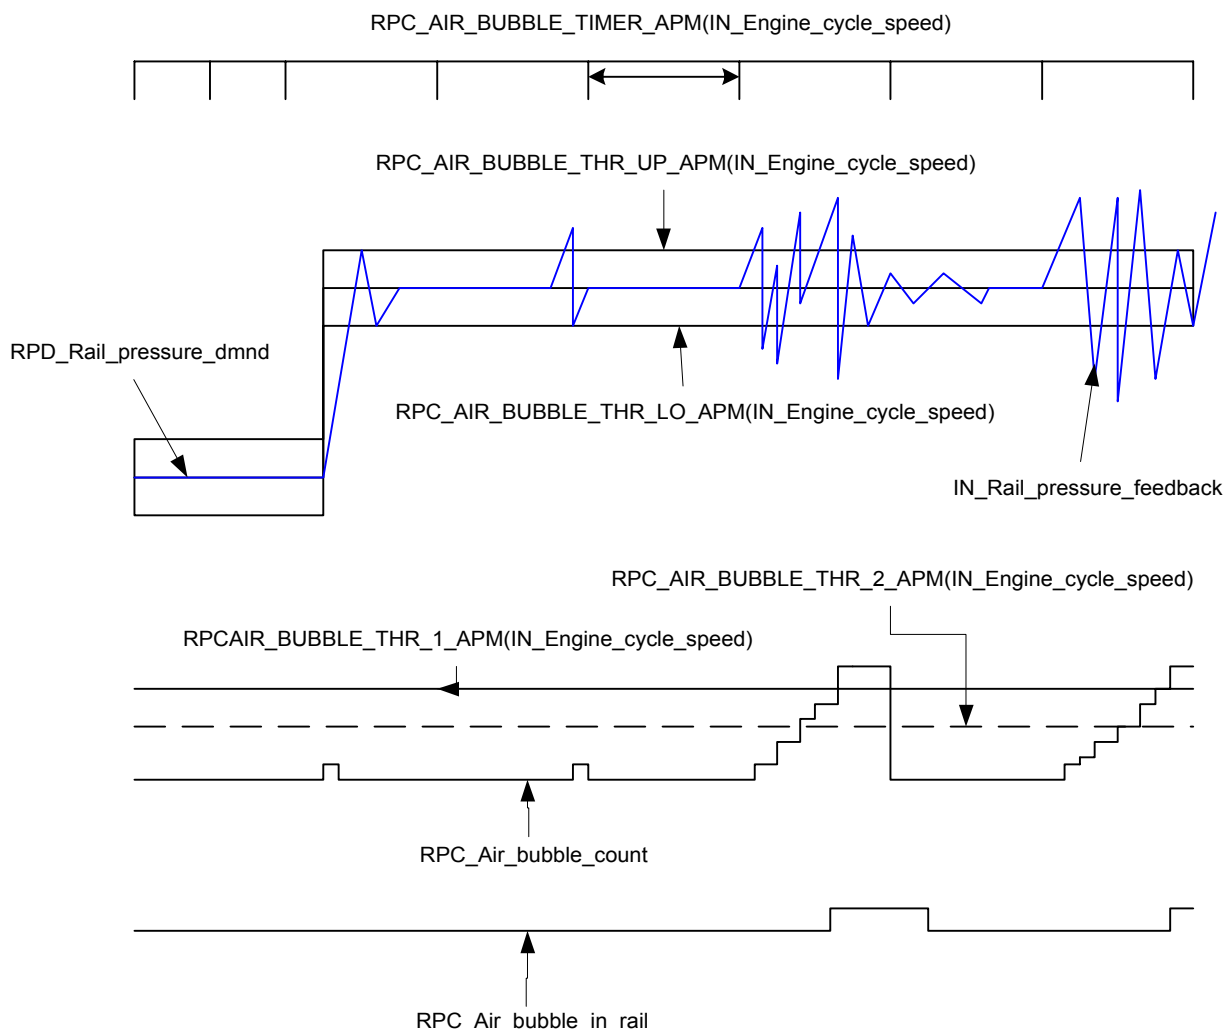 RPC_AIR_BUBBLE_TIMER_APM(IN_Engine_cycle_speed)
RPC_AIR_BUBBLE_THR_UP_APM(IN_Engine_cycle_speed)
RPD_Rail_pressure_dmnd
RPC_AIR_BUBBLE_THR_LO_APM(IN_Engine_cycle_speed)
IN_Rail_pressure_feedback
RPC_AIR_BUBBLE_THR_2_APM(IN_Engine_cycle_speed)
RPCAIR_BUBBLE_THR_1_APM(IN_Engine_cycle_speed)
RPC_Air_bubble_count
RPC_Air_bubble_in_rail